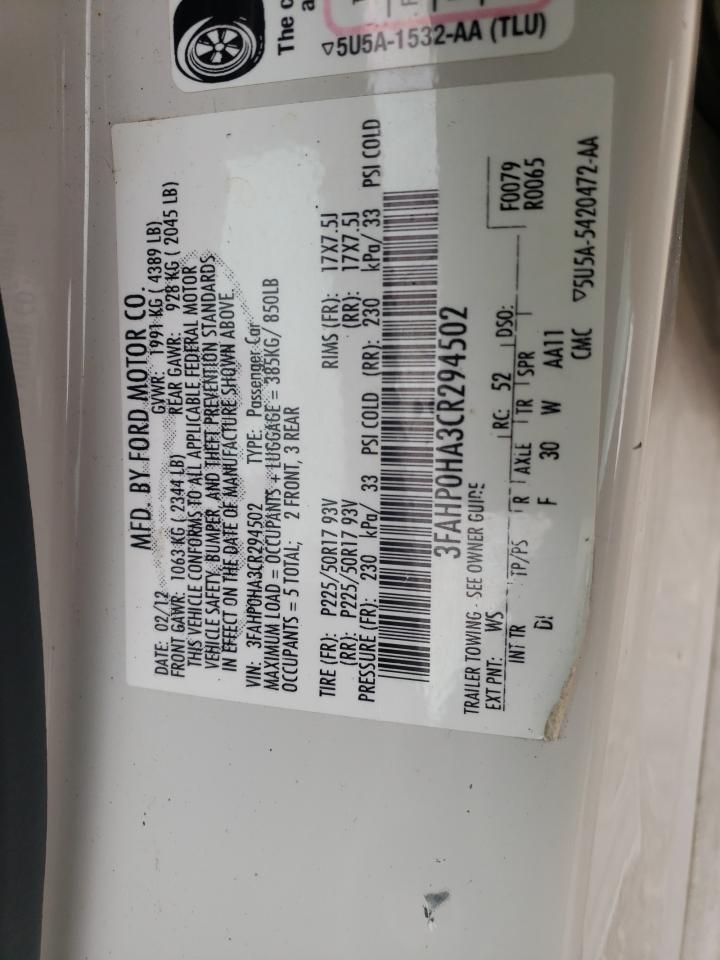 The c
a
▽5U5A-1532-AA (TLU)
MFD. BY FORD MOTOR CO.
DATE: 02/12 GVWR: 1991 KG ( 4389 LB)
FRONT GAWR: 1063 KG ( 2344 LB) REAR GAWR: 928 KG ( 2045 LB)
THIS VEHICLE CONFORMS TO ALL APPLICABLE FEDERAL MOTOR
VEHICLE SAFETY, BUMPER, AND THEFT PREVENTION STANDARDS
IN EFFECT ON THE DATE OF MANUFACTURE SHOWN ABOVE.
VIN: 3FAHP0HA3CR294502 TYPE: Passenger Car
MAXIMUM LOAD = OCCUPANTS + LUGGAGE = 385KG/ 850LB
OCCUPANTS = 5 TOTAL; 2 FRONT, 3 REAR
TIRE (FR): P225/50R17 93V RIMS (FR): 17X7.5J
(RR): P225/50R17 93V (RR): 17X7.5J
PRESSURE (FR): 230 kPa/ 33 PSI COLD (RR): 230 kPa/ 33 PSI COLD
3FAHP0HA3CR294502
TRAILER TOWING - SEE OWNER GUIDE
EXT PNT: WS RC: 52 DSO: F0079
R0065
INT TR TP/PS R AXLE TR SPR
DI F 30 W AA11
CMC ▽5U5A-5420472-AA